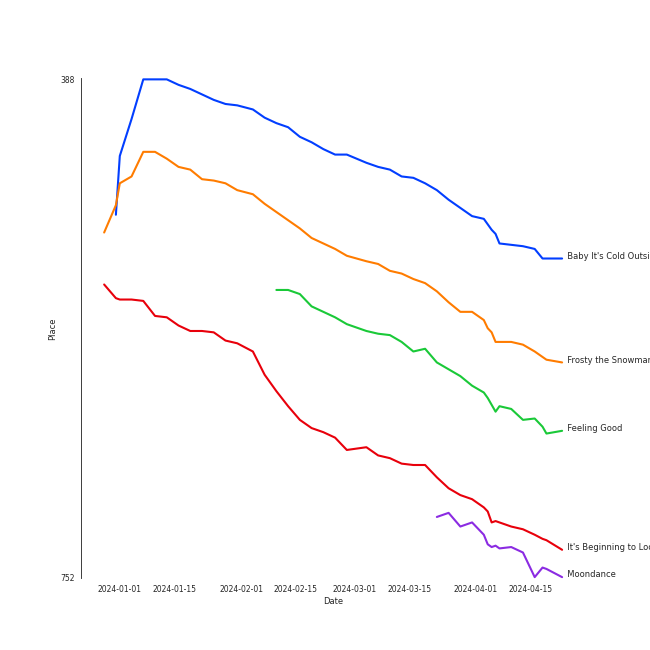 388
Baby It's Cold Outsi
Place
Frosty the Snowman
Feeling Good
It's Beginning to Loo
Moondance
752
2024-01-01 2024-01-15 2024-02-01 2024-02-15 2024-03-01 2024-03-15 2024-04-01 2024-04-15
Date